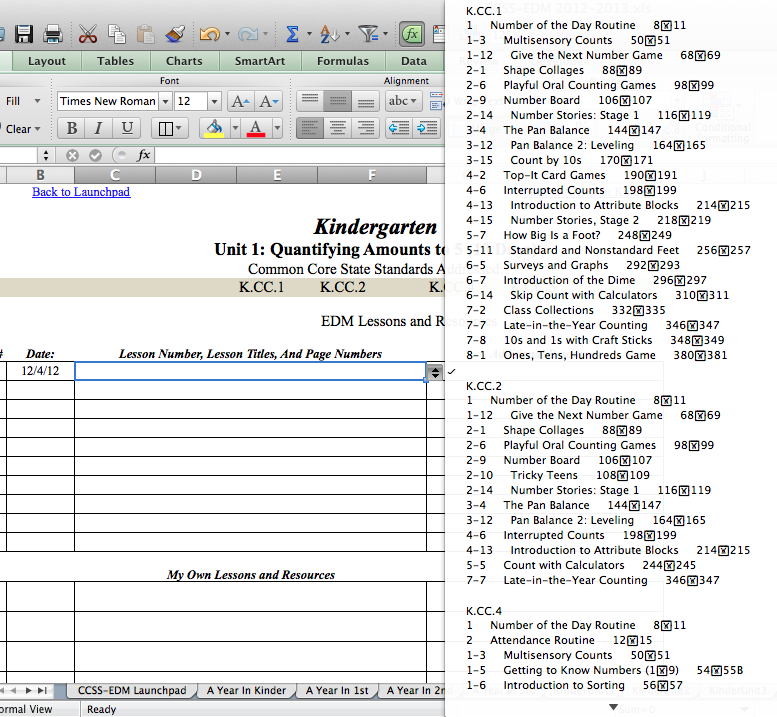 CSS-EDM 2012-2013.xls
Layout Tables Charts SmartArt Formulas Data
Font Alignment
Fill Times New Roman 12 A A abc
Clear B I U A
fx
B C D E F
Back to Launchpad
Kindergarten
Unit 1: Quantifying Amounts to 5
Common Core State Standards Ad
K.CC.1 K.CC.2 K.CC
EDM Lessons and Re
# Date: Lesson Number, Lesson Titles, And Page Numbers
12/4/12
My Own Lessons and Resources
CCSS-EDM Launchpad A Year In Kinder A Year In 1st A Year In 2n
ormal View Ready Sum=0
K.CC.1
1 Number of the Day Routine 8☒11
1-3 Multisensory Counts 50☒51
1-12 Give the Next Number Game 68☒69
2-1 Shape Collages 88☒89
2-6 Playful Oral Counting Games 98☒99
2-9 Number Board 106☒107
2-14 Number Stories: Stage 1 116☒119
3-4 The Pan Balance 144☒147
3-12 Pan Balance 2: Leveling 164☒165
3-15 Count by 10s 170☒171
4-2 Top-It Card Games 190☒191
4-6 Interrupted Counts 198☒199
4-13 Introduction to Attribute Blocks 214☒215
4-15 Number Stories, Stage 2 218☒219
5-7 How Big Is a Foot? 248☒249
5-11 Standard and Nonstandard Feet 256☒257
6-5 Surveys and Graphs 292☒293
6-7 Introduction of the Dime 296☒297
6-14 Skip Count with Calculators 310☒311
7-2 Class Collections 332☒335
7-7 Late-in-the-Year Counting 346☒347
7-8 10s and 1s with Craft Sticks 348☒349
8-1 Ones, Tens, Hundreds Game 380☒381
✓
K.CC.2
1 Number of the Day Routine 8☒11
1-12 Give the Next Number Game 68☒69
2-1 Shape Collages 88☒89
2-6 Playful Oral Counting Games 98☒99
2-9 Number Board 106☒107
2-10 Tricky Teens 108☒109
2-14 Number Stories: Stage 1 116☒119
3-4 The Pan Balance 144☒147
3-12 Pan Balance 2: Leveling 164☒165
4-6 Interrupted Counts 198☒199
4-13 Introduction to Attribute Blocks 214☒215
5-5 Count with Calculators 244☒245
7-7 Late-in-the-Year Counting 346☒347
K.CC.4
1 Number of the Day Routine 8☒11
2 Attendance Routine 12☒15
1-3 Multisensory Counts 50☒51
1-5 Getting to Know Numbers (1☒9) 54☒55B
1-6 Introduction to Sorting 56☒57